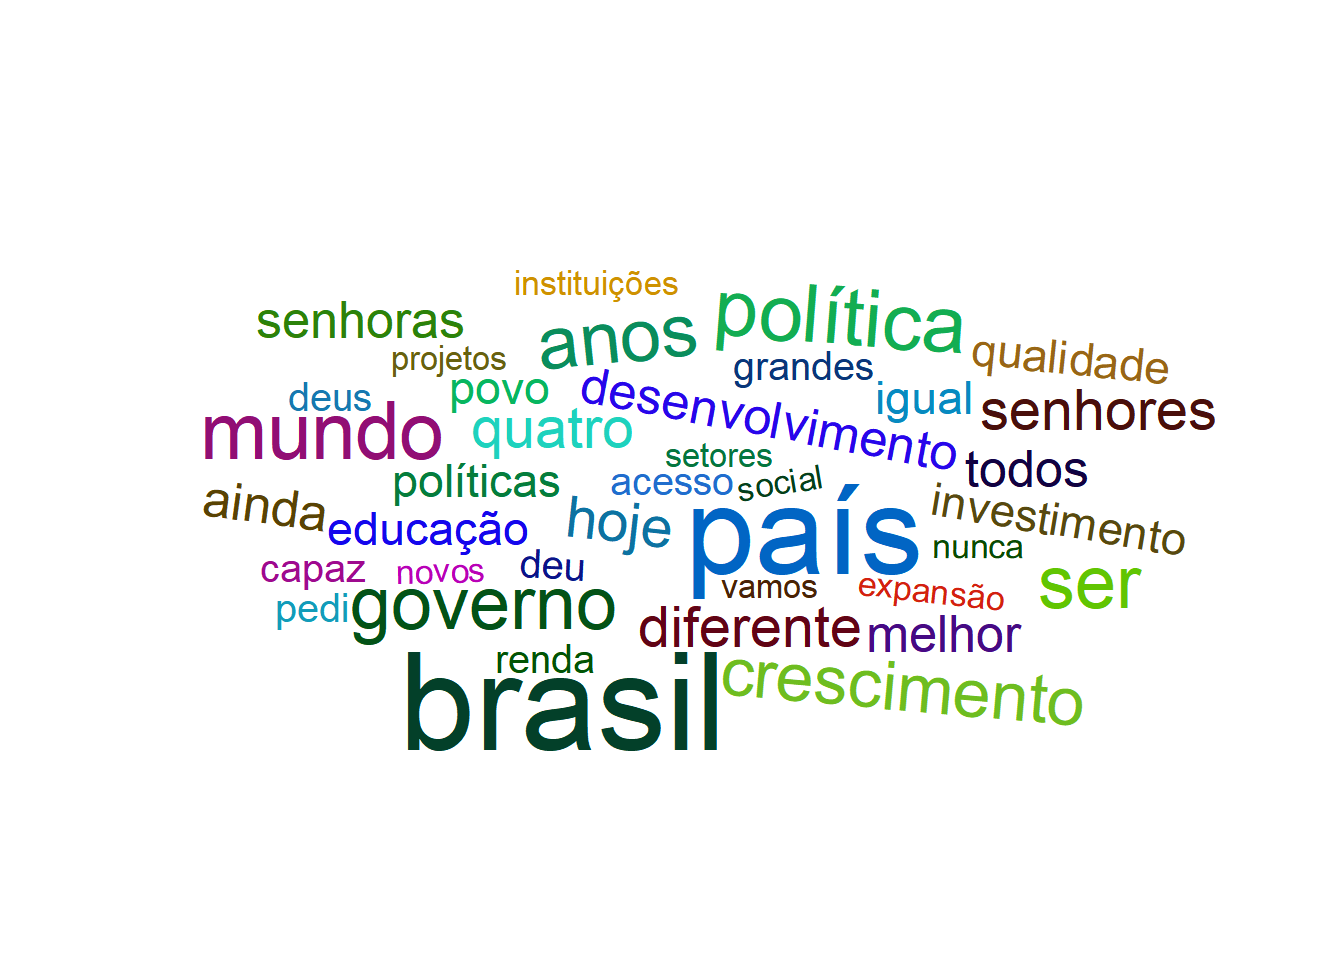 instituições
política
senhoras
anos
qualidade
projetos
grandes
deus
povo
desenvolvimento
igual
senhores
mundo
quatro
setores
todos
políticas
acesso
social
ainda
educação
hoje
país
investimento
nunca
capaz
novos
deu
vamos
expansão
ser
pedi
governo
diferente
melhor
renda
brasil
crescimento